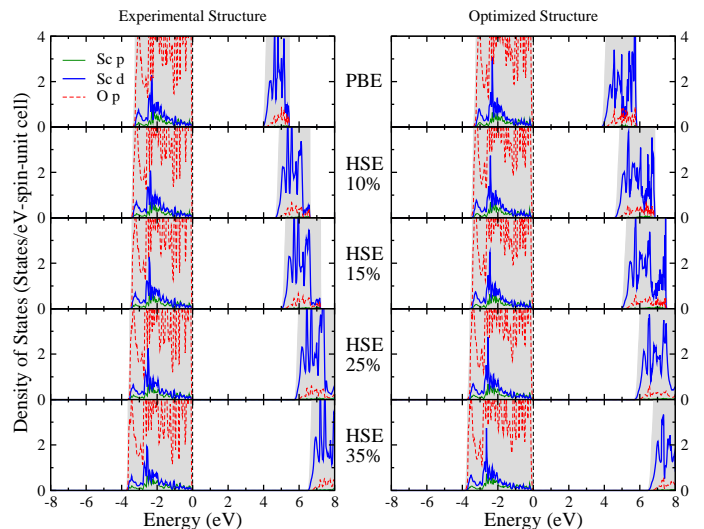 Experimental Structure
Optimized Structure
Density of States (States/eV-spin-unit cell)
Sc p
Sc d
O p
4
2
0
2
0
2
0
2
0
2
0
PBE
HSE
10%
HSE
15%
HSE
25%
HSE
35%
4
2
0
2
0
2
0
2
0
2
0
-8 -6 -4 -2 0 2 4 6 8
-8 -6 -4 -2 0 2 4 6 8
Energy (eV)
Energy (eV)